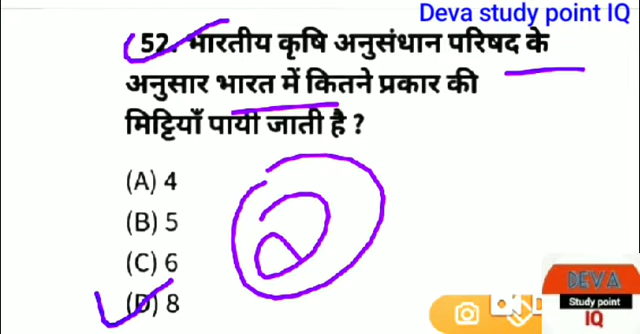 Deva study point IQ
52. भारतीय कृषि अनुसंधान परिषद के
अनुसार भारत में कितने प्रकार की
मिट्टियाँ पायी जाती है ?
(A) 4
(B) 5
(C) 6
(D) 8
DEVA
Study point
IQ